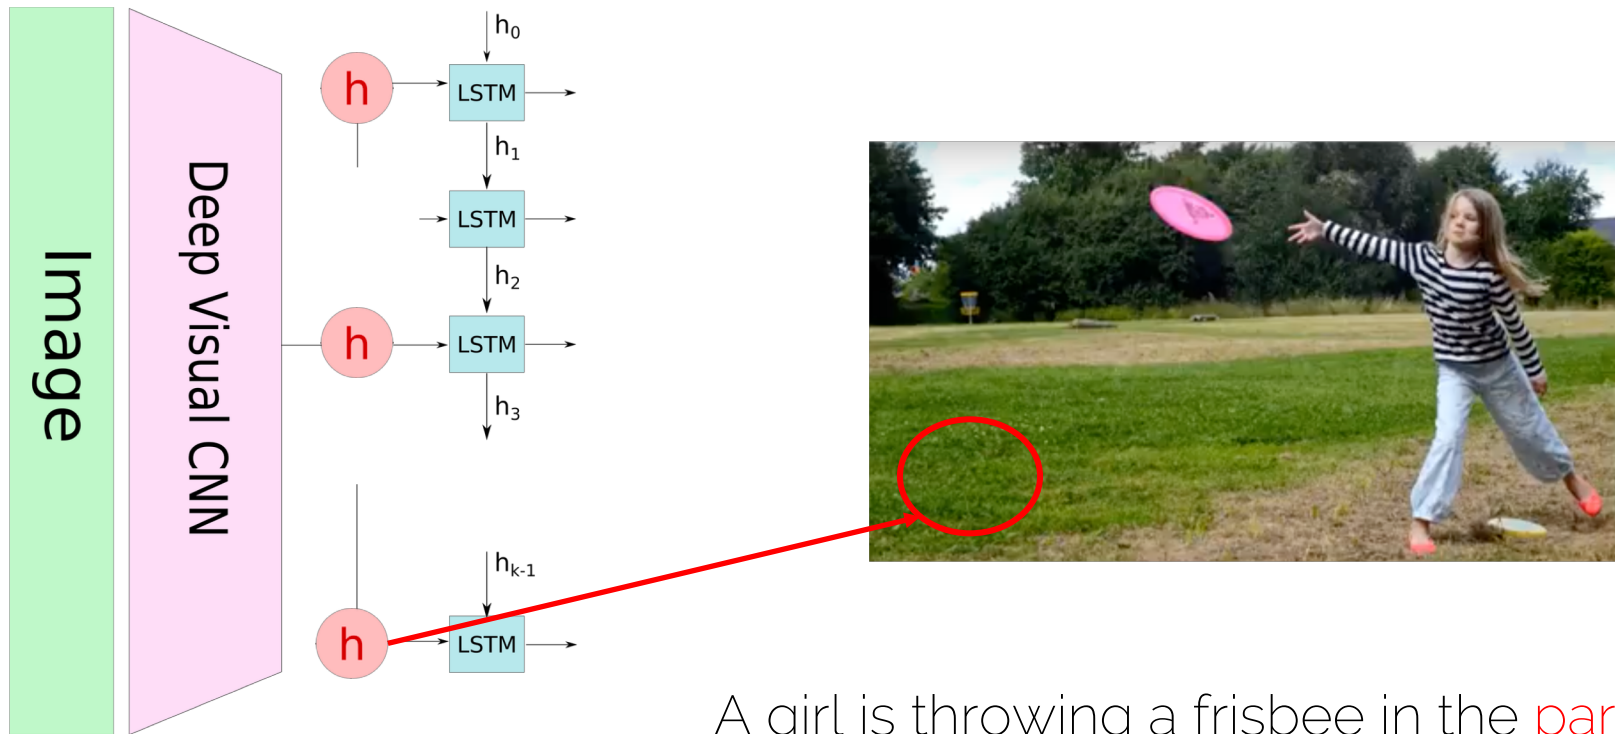 Image
Deep Visual CNN
h
h
h
h₀
LSTM
h₁
LSTM
h₂
LSTM
h₃
hₖ₋₁
LSTM
A girl is throwing a frisbee in the par